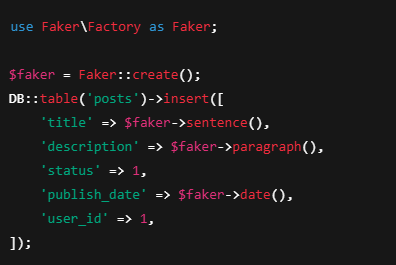 use Faker\Factory as Faker;
$faker = Faker::create();
DB::table('posts')->insert([
'title' => $faker->sentence(),
'description' => $faker->paragraph(),
'status' => 1,
'publish_date' => $faker->date(),
'user_id' => 1,
]);